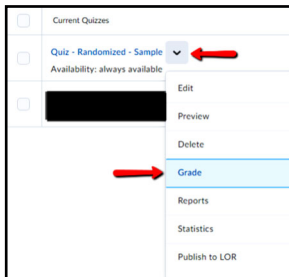 Current Quizzes
Quiz - Randomized - Sample
Availability: always available
Edit
Preview
Delete
Grade
Reports
Statistics
Publish to LOR